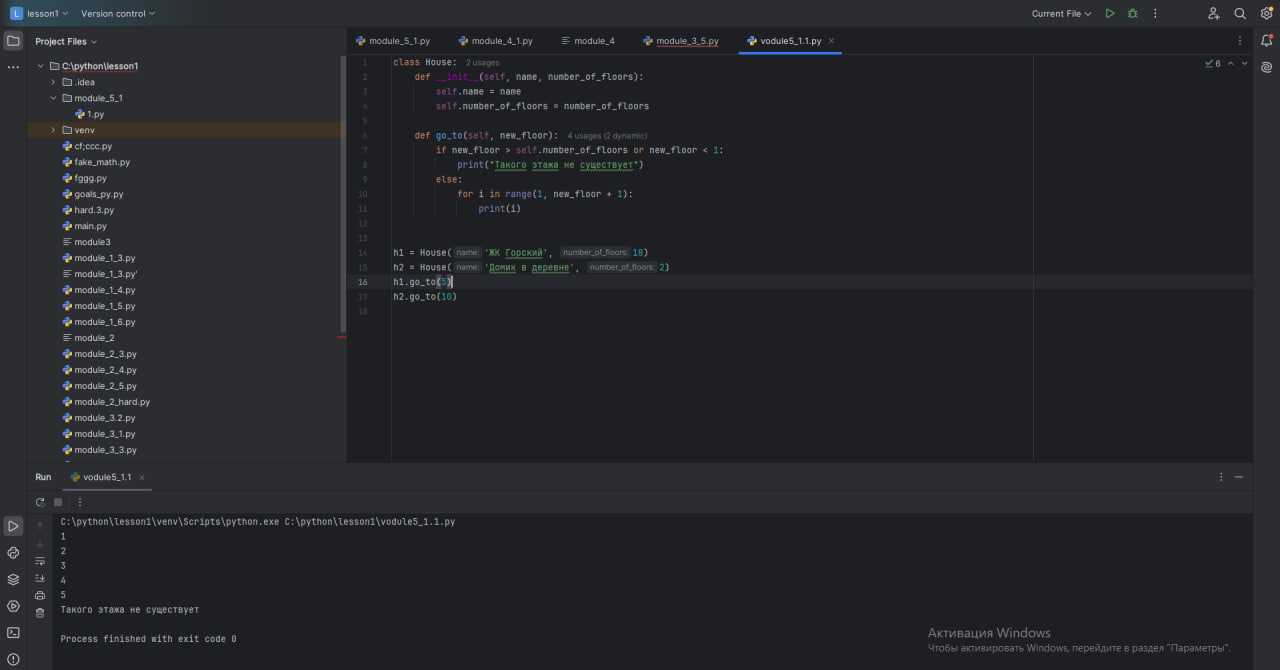 L lesson1 Version control Current File
Project Files
module_5_1.py module_4_1.py module_4 module_3_5.py vodule5_1.1.py
C:\python\lesson1
.idea
module_5_1
1.py
venv
cf;ccc.py
fake_math.py
fggg.py
goals_py.py
hard.3.py
main.py
module3
module_1_3.py
module_1_3.py'
module_1_4.py
module_1_5.py
module_1_6.py
module_2
module_2_3.py
module_2_4.py
module_2_5.py
module_2_hard.py
module_3.2.py
module_3_1.py
module_3_3.py
6
1 class House: 2 usages
2 def __init__(self, name, number_of_floors):
3 self.name = name
4 self.number_of_floors = number_of_floors
5
6 def go_to(self, new_floor): 4 usages (2 dynamic)
7 if new_floor > self.number_of_floors or new_floor < 1:
8 print("Такого этажа не существует")
9 else:
10 for i in range(1, new_floor + 1):
11 print(i)
12
13
14 h1 = House( name: 'ЖК Горский', number_of_floors: 18)
15 h2 = House( name: 'Домик в деревне', number_of_floors: 2)
16 h1.go_to(5)
17 h2.go_to(10)
18
Run vodule5_1.1
C:\python\lesson1\venv\Scripts\python.exe C:\python\lesson1\vodule5_1.1.py
1
2
3
4
5
Такого этажа не существует
Process finished with exit code 0
Активация Windows
Чтобы активировать Windows, перейдите в раздел "Параметры".